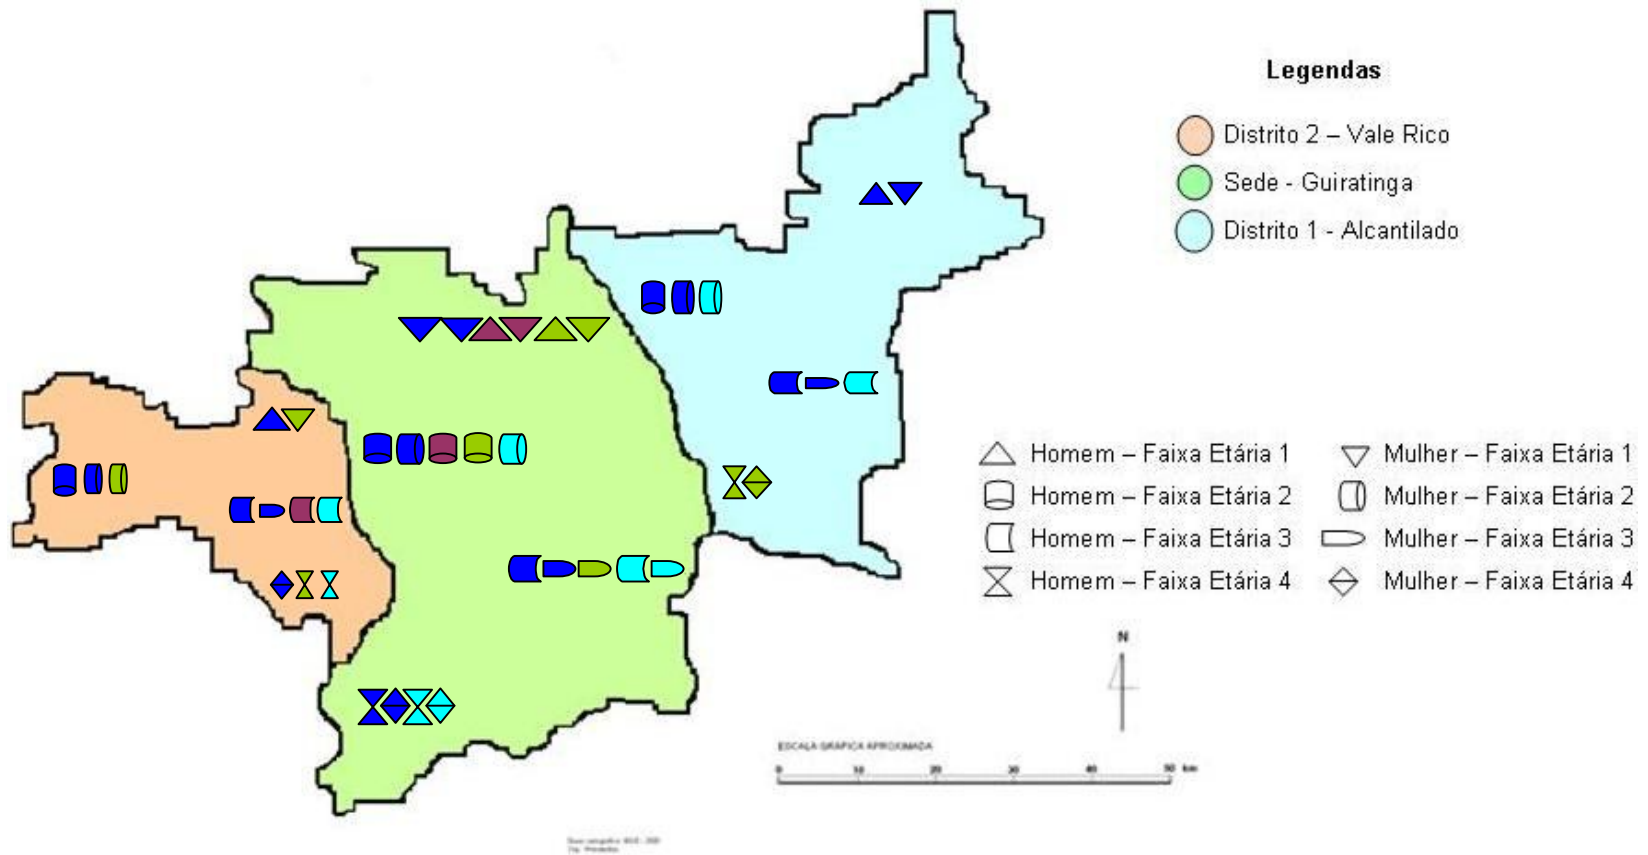 Legendas
Distrito 2 – Vale Rico
Sede - Guiratinga
Distrito 1 - Alcantilado
Homem – Faixa Etária 1
Mulher – Faixa Etária 1
Homem – Faixa Etária 2
Mulher – Faixa Etária 2
Homem – Faixa Etária 3
Mulher – Faixa Etária 3
Homem – Faixa Etária 4
Mulher – Faixa Etária 4
N
ESCALA GRÁFICA APROXIMADA
0 10 20 30 40 50 km